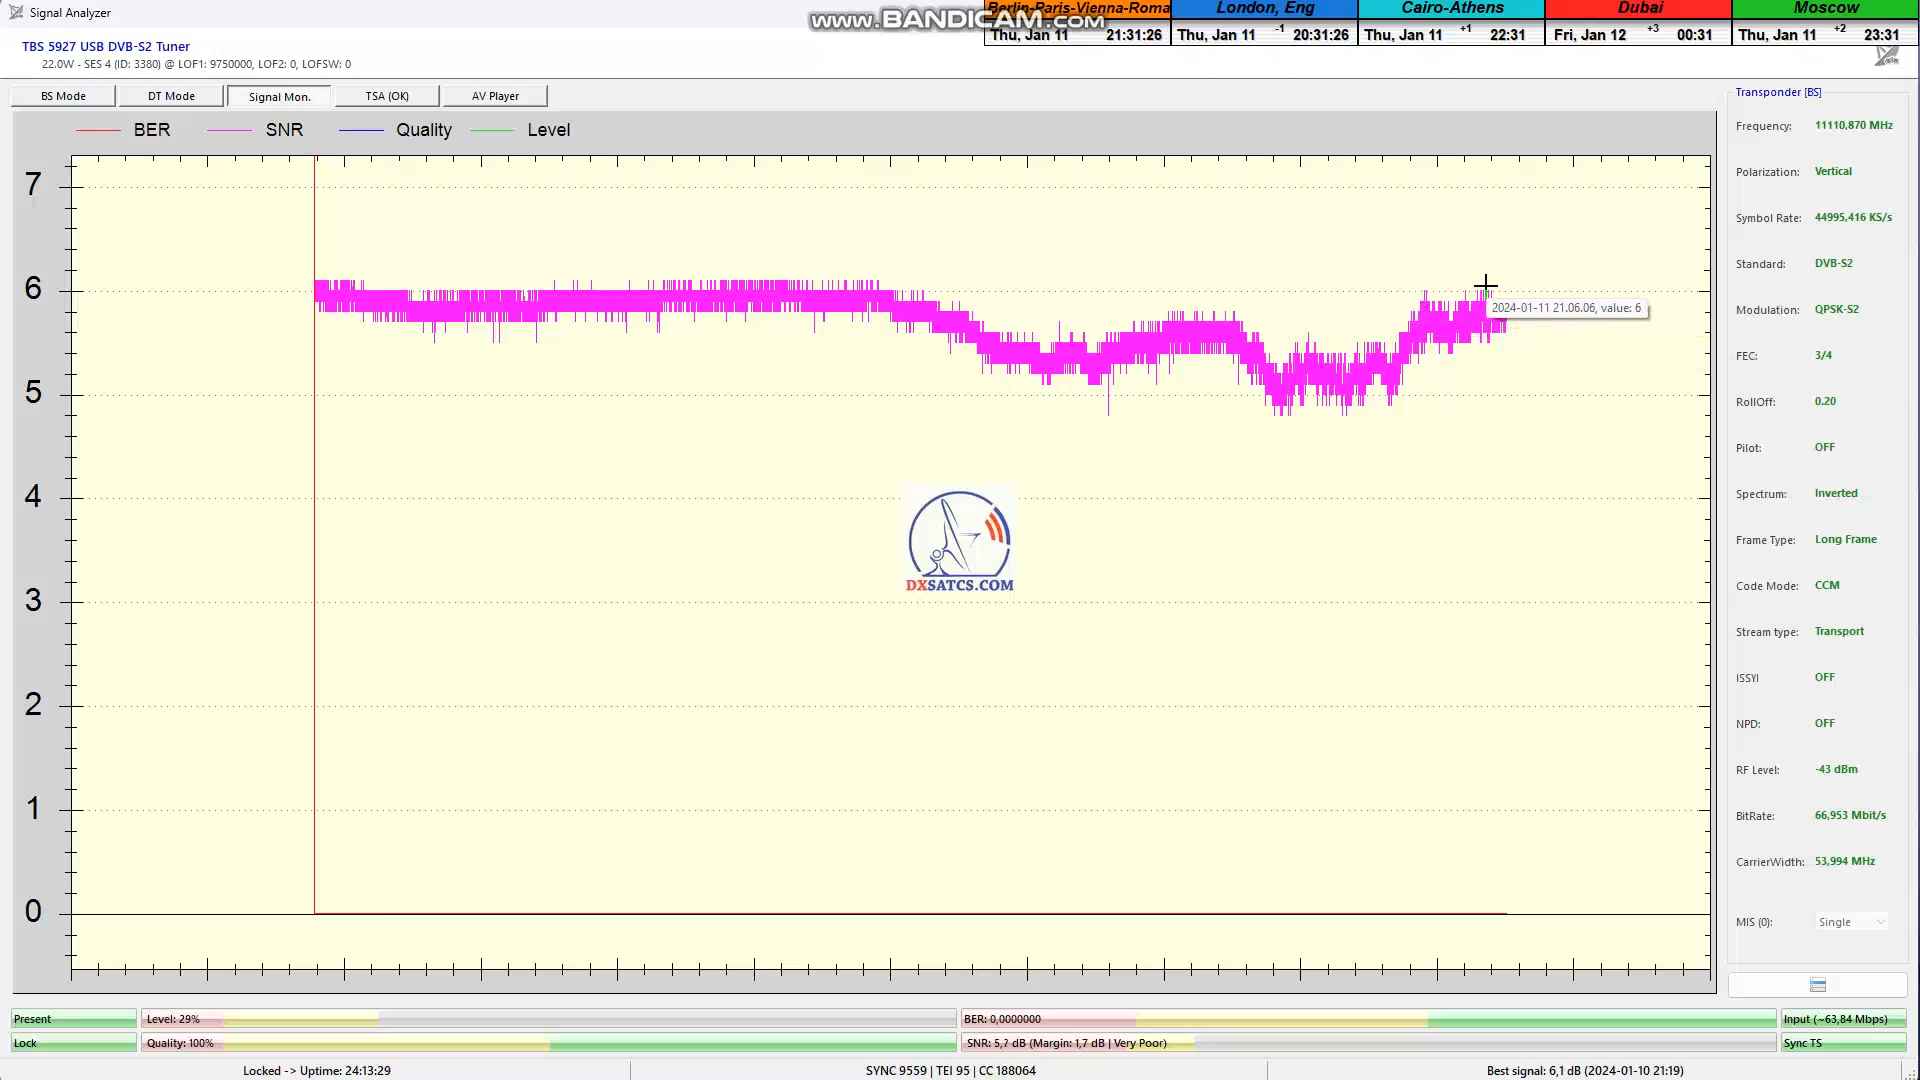 Signal Analyzer
www.BANDICAM.com
Berlin-Paris-Vienna-Roma
Thu, Jan 11 21:31:26
London, Eng
Thu, Jan 11 -1 20:31:26
Cairo-Athens
Thu, Jan 11 +1 22:31
Dubai
Fri, Jan 12 +3 00:31
Moscow
Thu, Jan 11 +2 23:31
TBS 5927 USB DVB-S2 Tuner
22.0W - SES 4 (ID: 3380) @ LOF1: 9750000, LOF2: 0, LOFSW: 0
BS Mode
DT Mode
Signal Mon.
TSA (OK)
AV Player
BER
SNR
Quality
Level
7
6
5
4
3
2
1
0
2024-01-11 21.06.06, value: 6
DXSATCS.COM
Transponder [BS]
Frequency: 11110,870 MHz
Polarization: Vertical
Symbol Rate: 44995,416 KS/s
Standard: DVB-S2
Modulation: QPSK-S2
FEC: 3/4
RollOff: 0.20
Pilot: OFF
Spectrum: Inverted
Frame Type: Long Frame
Code Mode: CCM
Stream type: Transport
ISSYI OFF
NPD: OFF
RF Level: -43 dBm
BitRate: 66,953 Mbit/s
CarrierWidth: 53,994 MHz
MIS (0): Single
Present
Level: 29%
BER: 0,0000000
Input (~63,84 Mbps)
Lock
Quality: 100%
SNR: dB (Margin: 1,7 dB | Very Poor)
Sync TS
Locked -> Uptime: 24:13:29
SYNC 9559 | TEI 95 | CC 188064
Best signal: 6,1 dB (2024-01-10 21:19)